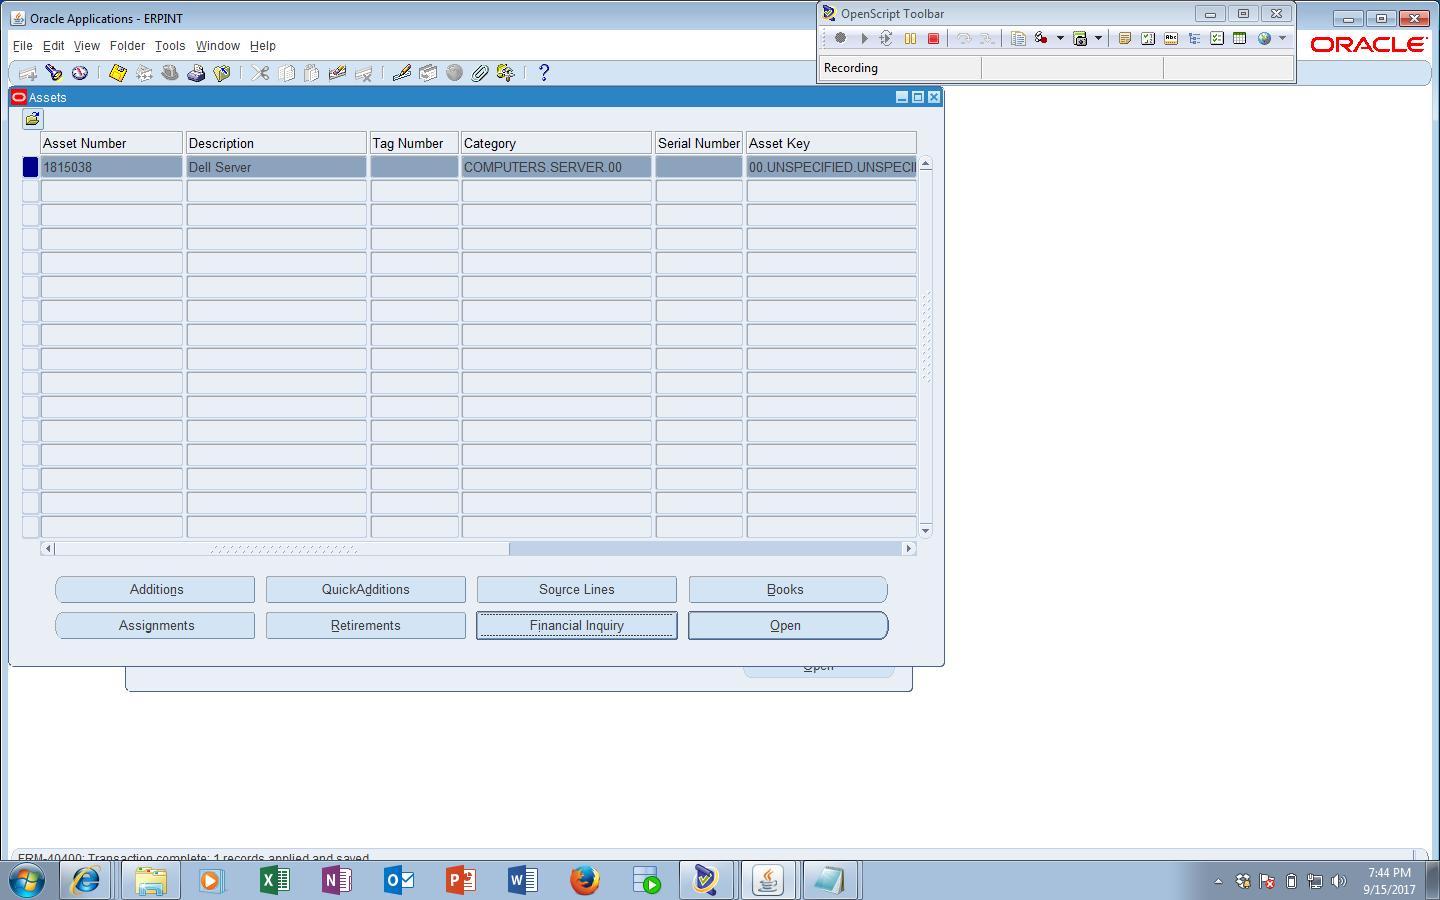 Oracle Applications - ERPINT
OpenScript Toolbar
File Edit View Folder Tools Window Help
ORACLE
Recording
Assets
Asset Number Description Tag Number Category Serial Number Asset Key
1815038 Dell Server COMPUTERS.SERVER.00 00.UNSPECIFIED.UNSPECI
Additions QuickAdditions Source Lines Books
Assignments Retirements Financial Inquiry Open
Open
FRM-40400: Transaction complete: 1 records applied and saved
7:44 PM
9/15/2017